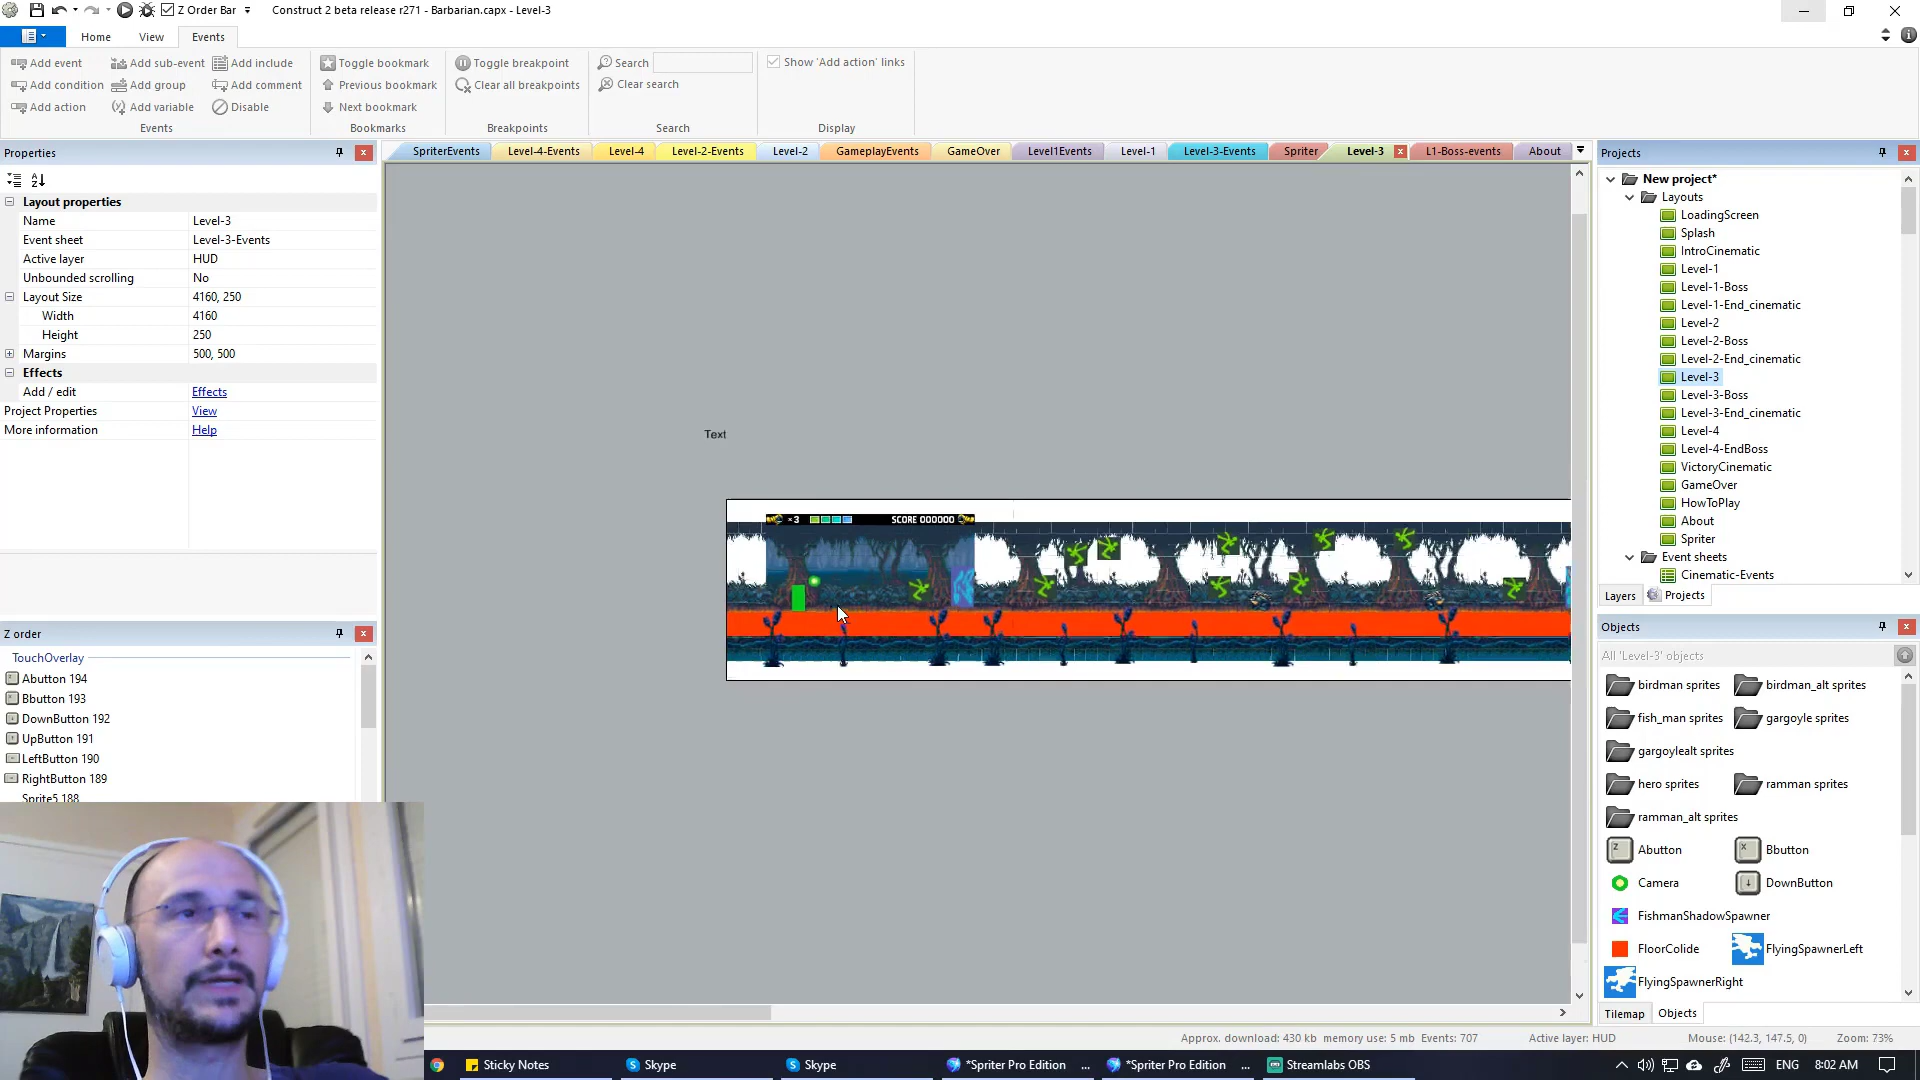 Z Order Bar
Construct 2 beta release r271 - Barbarian.capx - Level-3
Home
View
Events
Add event
Add sub-event
Add include
Add condition
Add group
Add comment
Add action
Add variable
Disable
Events
Toggle bookmark
Previous bookmark
Next bookmark
Bookmarks
Toggle breakpoint
Clear all breakpoints
Breakpoints
Search
Clear search
Search
Show 'Add action' links
Display
Properties
Layout properties
Name Level-3
Event sheet Level-3-Events
Active layer HUD
Unbounded scrolling No
Layout Size 4160, 250
Width 4160
Height 250
Margins 500, 500
Effects
Add / edit Effects
Project Properties View
More information Help
Z order
TouchOverlay
Abutton 194
Bbutton 193
DownButton 192
UpButton 191
LeftButton 190
RightButton 189
Sprite5 188
SpriterEvents
Level-4-Events
Level-4
Level-2-Events
Level-2
GameplayEvents
GameOver
Level1Events
Level-1
Level-3-Events
Spriter
Level-3
L1-Boss-events
About
Text
×3
SCORE 000000
Projects
New project*
Layouts
LoadingScreen
Splash
IntroCinematic
Level-1
Level-1-Boss
Level-1-End_cinematic
Level-2
Level-2-Boss
Level-2-End_cinematic
Level-3
Level-3-Boss
Level-3-End_cinematic
Level-4
Level-4-EndBoss
VictoryCinematic
GameOver
HowToPlay
About
Spriter
Event sheets
Cinematic-Events
Layers
Projects
Objects
All 'Level-3' objects
birdman sprites
birdman_alt sprites
fish_man sprites
gargoyle sprites
gargoylealt sprites
hero sprites
ramman sprites
ramman_alt sprites
Z
Abutton
X
Bbutton
Camera
DownButton
FishmanShadowSpawner
FloorColide
FlyingSpawnerLeft
FlyingSpawnerRight
Tilemap
Objects
Approx. download: 430 kb memory use: 5 mb Events: 707
Active layer: HUD
Mouse: (142.3, 147.5, 0)
Zoom: 73%
Sticky Notes
Skype
Skype
*Spriter Pro Edition ...
*Spriter Pro Edition ...
Streamlabs OBS
ENG
8:02 AM